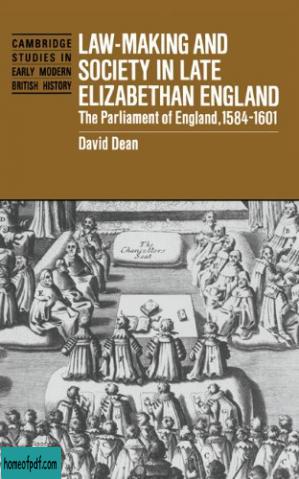 CAMBRIDGE
STUDIES IN
EARLY MODERN
BRITISH HISTORY
LAW-MAKING AND
SOCIETY IN LATE
ELIZABETHAN ENGLAND
The Parliament of England, 1584-1601
David Dean
The
Chancellors
Seat
homeofpdf.com